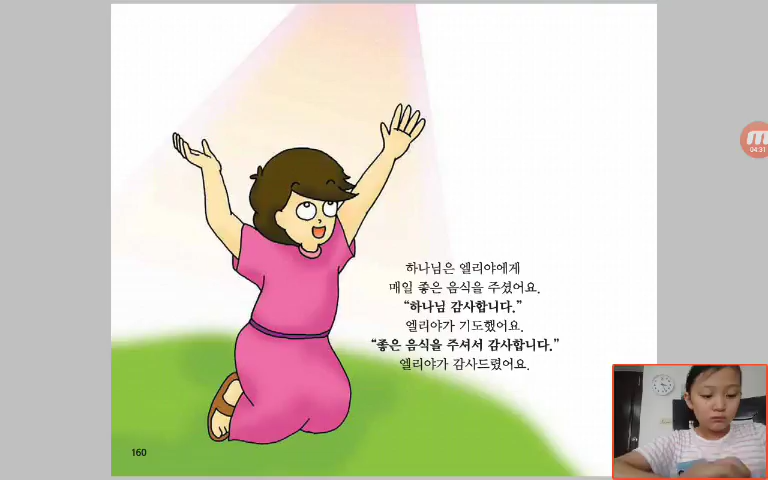 하나님은 엘리야에게
매일 좋은 음식을 주셨어요.
“하나님 감사합니다.”
엘리야가 기도했어요.
“좋은 음식을 주셔서 감사합니다.”
엘리야가 감사드렸어요.
160
04:31